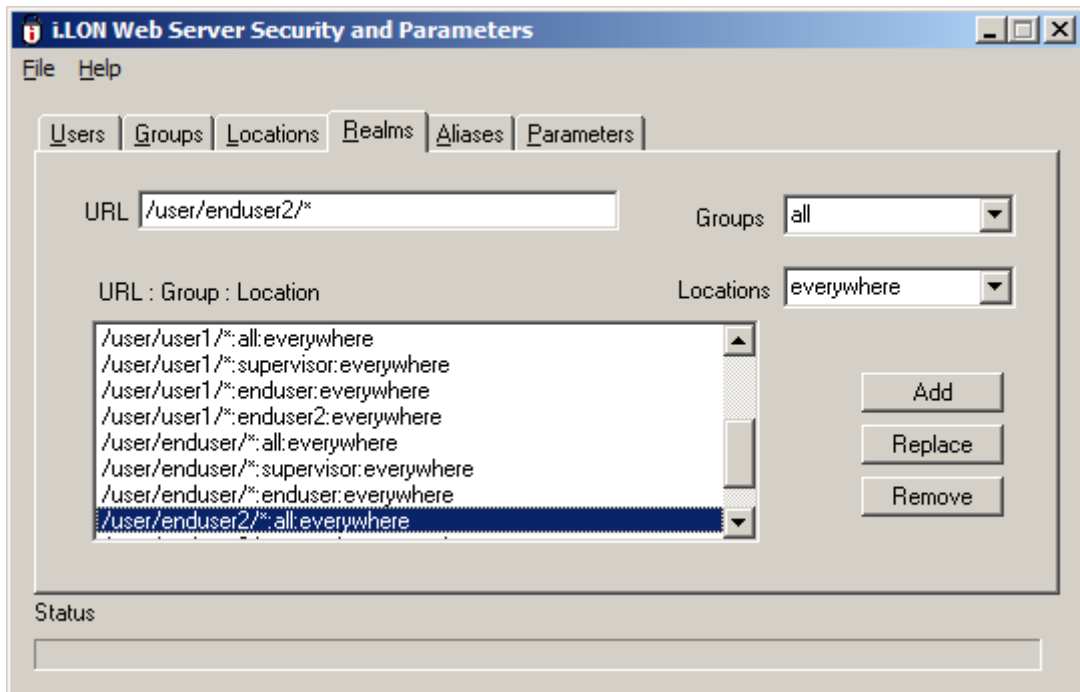 i.LON Web Server Security and Parameters
File Help
Users Groups Locations Realms Aliases Parameters
URL /user/enduser2/* Groups all
URL : Group : Location Locations everywhere
/user/user1/*:all:everywhere
/user/user1/*:supervisor:everywhere
/user/user1/*:enduser:everywhere
/user/user1/*:enduser2:everywhere
/user/enduser/*:all:everywhere
/user/enduser/*:supervisor:everywhere
/user/enduser/*:enduser:everywhere
/user/enduser2/*:all:everywhere
Add
Replace
Remove
Status